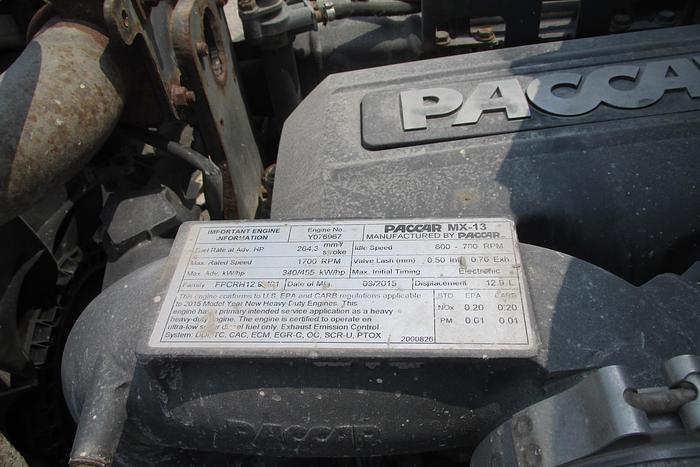 PACCAR
IMPORTANT ENGINE INFORMATION
Engine No. Y076967
PACCAR MX-13
MANUFACTURED BY PACCAR
Fuel Rate at Adv. HP 264.3 mm³/ stroke
Idle Speed 600 - 700 RPM
Max. Rated Speed 1700 RPM
Valve Lash (mm) 0.50 Int. 0.70 Exh.
Max. Adv. kW/hp 340/455 kW/hp
Max. Initial Timing Electronic
Family
Date of Mfg. 03/2015
Displacement 12.9 L
This engine conforms to U.S. EPA and CARB regulations applicable
to 2015 Model Year New Heavy-Duty Engines. This
engine has a primary intended service application as a heavy
heavy-duty engine. The engine is certified to operate on
ultra-low sulfur diesel fuel only. Exhaust Emission Control
System: DDI, TC, CAC, ECM, EGR-C, OC, SCR-U, PTOX
2000826
STD EPA CARB
NOx 0.20 0.20
PM 0.01 0.01
PACCAR